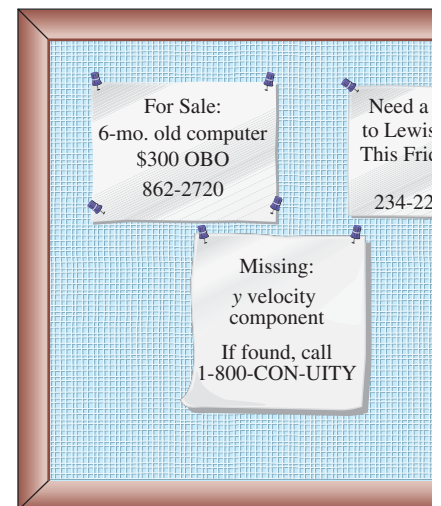 For Sale:
6-mo. old computer
$300 OBO
862-2720
Need a
to Lewis
This Frid
234-22
Missing:
y velocity
component
If found, call
1-800-CON-UITY